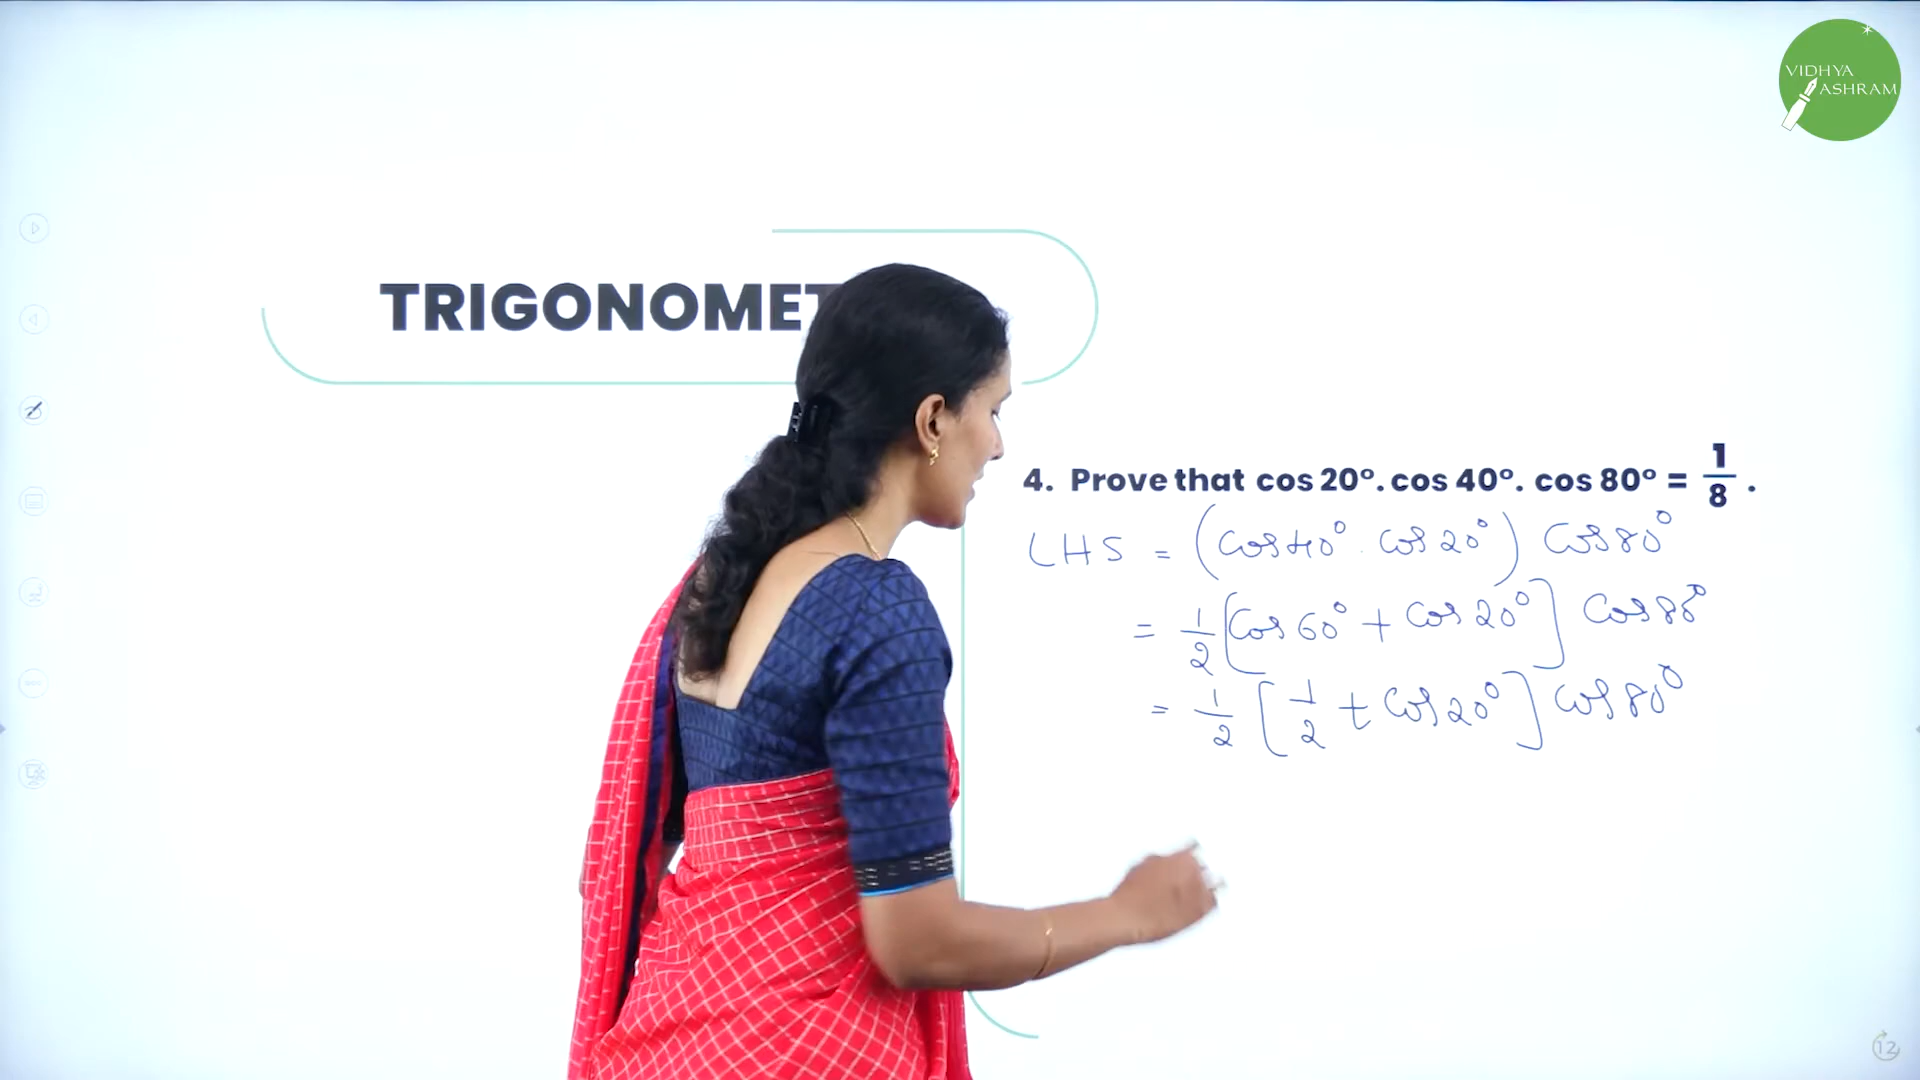 VIDHYA
ASHRAM
TRIGONOMET
4. Prove that cos 20°. cos 40°. cos 80° = 1/8 .
LHS = (cos 40° . cos 20°) cos 80°
= 1/2 [cos 60° + cos 20°] cos 80°
= 1/2 [1/2 + cos 20°] cos 80°
12